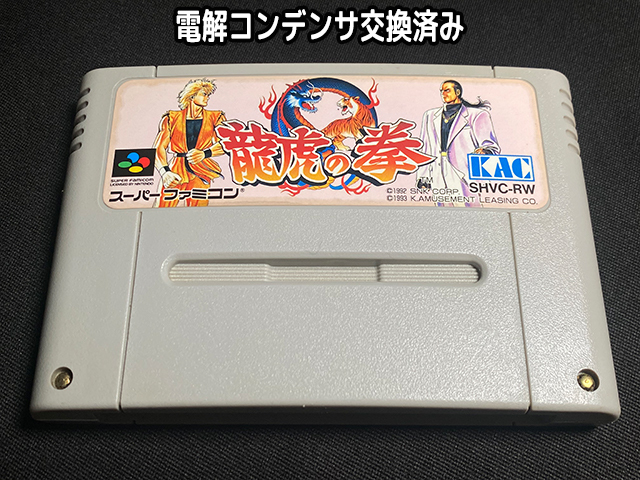 電解コンデンサ交換済み
龍虎の拳
TM
KAC
SHVC-RW
SUPER FAMICOM
LICENSED BY NINTENDO
スーパーファミコン®
©1992 SNK CORP.
©1993 K.AMUSEMENT LEASING CO.